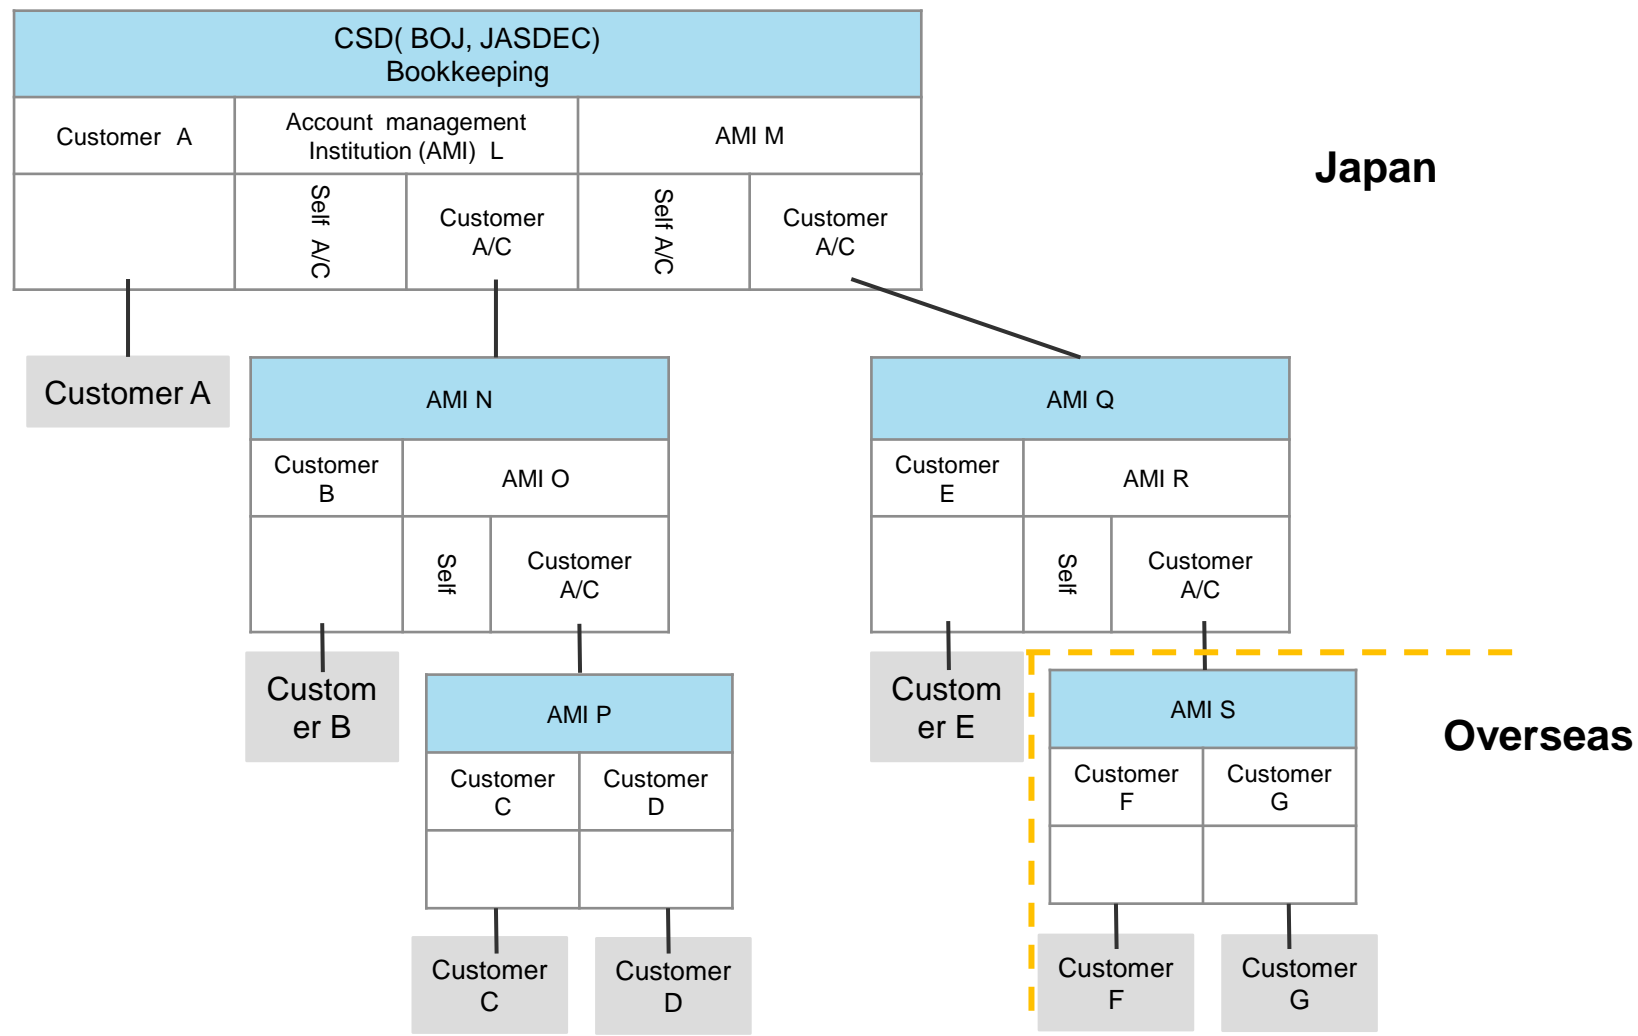 CSD( BOJ, JASDEC)
Bookkeeping
Customer A
Account management
Institution (AMI) L
AMI M
Self A/C
Customer
A/C
Self A/C
Customer
A/C
Japan
Customer A
AMI N
Customer
B
AMI O
Self
Customer
A/C
AMI Q
Customer
E
AMI R
Self
Customer
A/C
Custom
er B
AMI P
Customer
C
Customer
D
Custom
er E
AMI S
Customer
F
Customer
G
Overseas
Customer
C
Customer
D
Customer
F
Customer
G